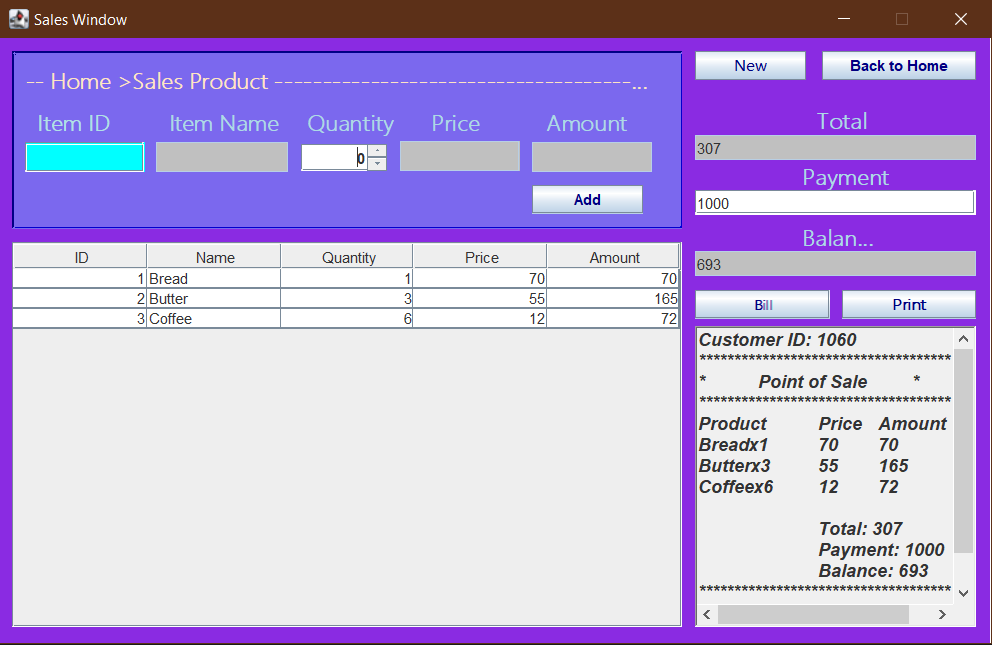 Sales Window
-- Home >Sales Product -------------------------------------...
Item ID Item Name Quantity Price Amount
0
Add
ID Name Quantity Price Amount
1 Bread 1 70 70
2 Butter 3 55 165
3 Coffee 6 12 72
New Back to Home
Total
307
Payment
1000
Balan...
693
Bill Print
Customer ID: 1060
************************************
* Point of Sale *
************************************
Product Price Amount
Breadx1 70 70
Butterx3 55 165
Coffeex6 12 72
Total: 307
Payment: 1000
Balance: 693
************************************